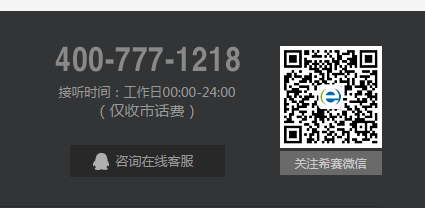 400-777-1218
接听时间：工作日00:00-24:00
（仅收市话费）
咨询在线客服
关注希赛微信